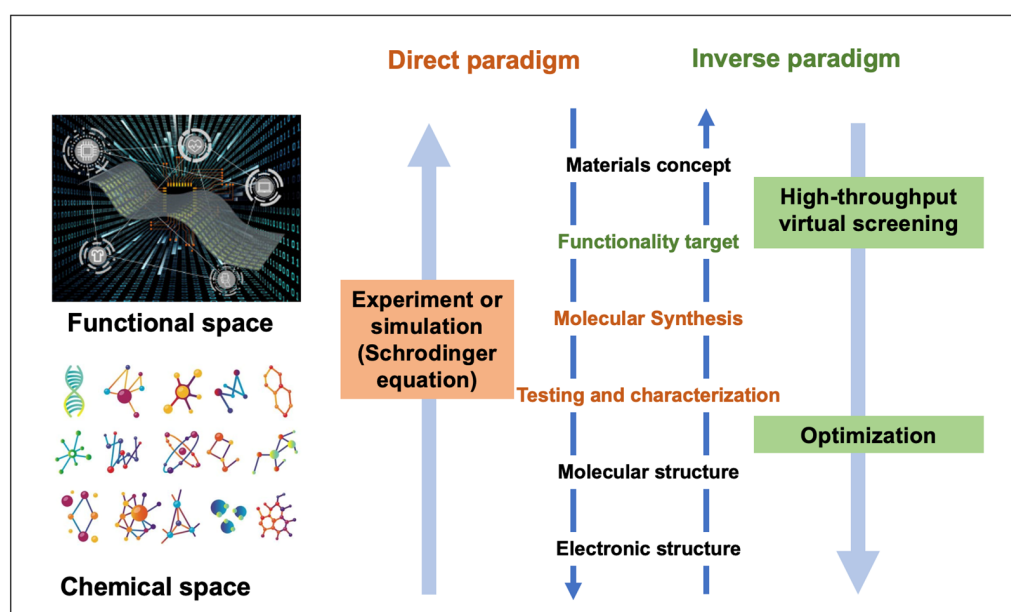 Direct paradigm
Inverse paradigm
Materials concept
High-throughput
virtual screening
Functionality target
Functional space
Experiment or
simulation
(Schrodinger
equation)
Molecular Synthesis
Testing and characterization
Optimization
Molecular structure
Electronic structure
Chemical space